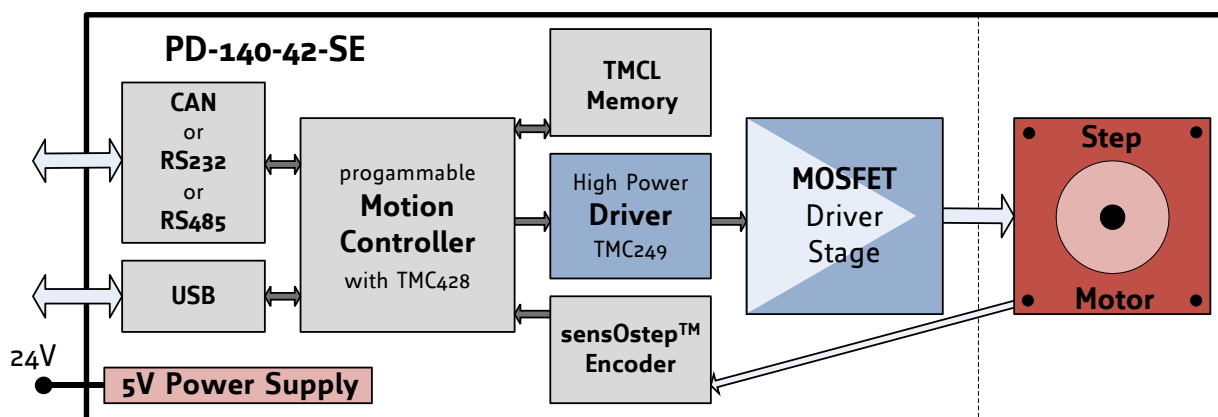 PD-140-42-SE
CAN
or
RS232
or
RS485
USB
24V
5V Power Supply
progammable
Motion
Controller
with TMC428
TMCL
Memory
High Power
Driver
TMC249
sensOstep™
Encoder
MOSFET
Driver
Stage
Step
Motor